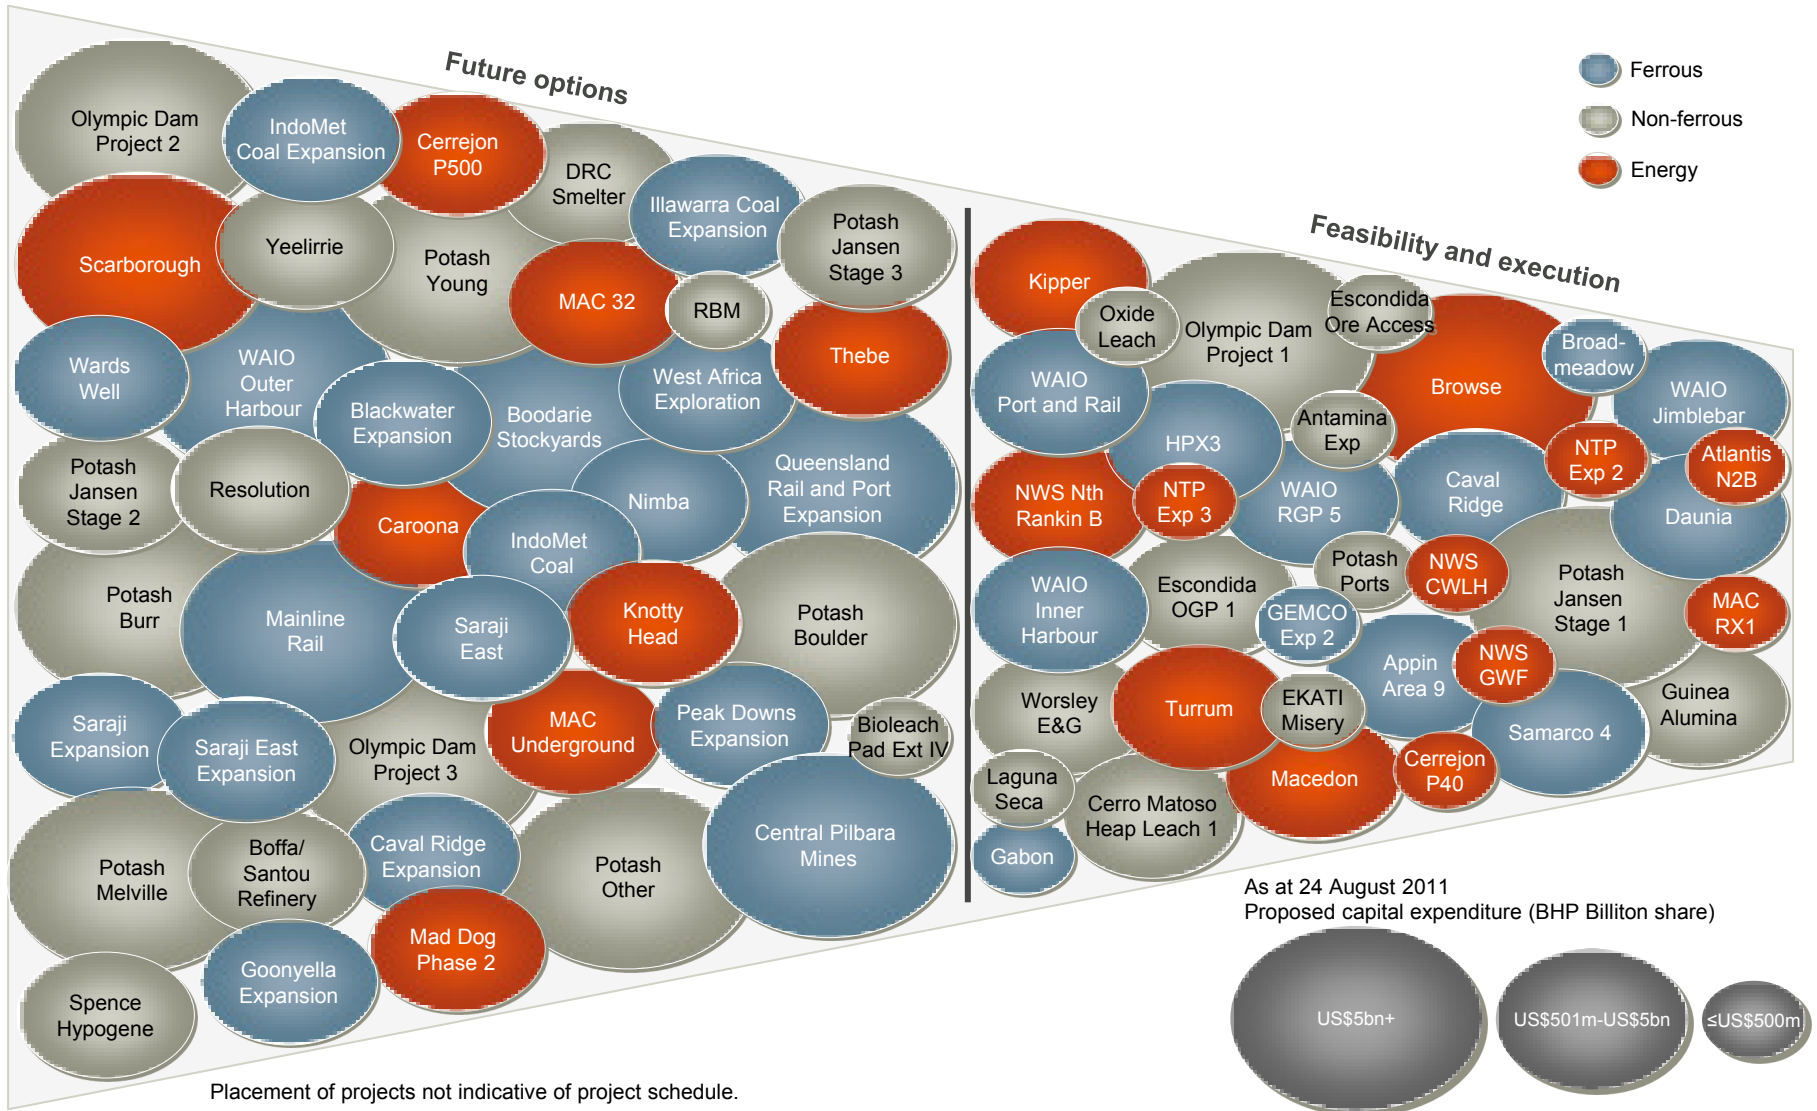 Future options
Ferrous
Non-ferrous
Energy
Olympic Dam
Project 2
IndoMet
Coal Expansion
Cerrejon
P500
DRC
Smelter
Illawarra Coal
Expansion
Potash
Jansen
Stage 3
Scarborough
Yeelirrie
Potash
Young
MAC 32
RBM
Thebe
Wards
Well
WAIO
Outer
Harbour
Blackwater
Expansion
Boodarie
Stockyards
West Africa
Exploration
Potash
Jansen
Stage 2
Resolution
Caroona
IndoMet
Coal
Nimba
Queensland
Rail and Port
Expansion
Potash
Burr
Mainline
Rail
Saraji
East
Knotty
Head
Potash
Boulder
Saraji
Expansion
Saraji East
Expansion
Olympic Dam
Project 3
MAC
Underground
Peak Downs
Expansion
Bioleach
Pad Ext IV
Potash
Melville
Boffa/
Santou
Refinery
Caval Ridge
Expansion
Potash
Other
Central Pilbara
Mines
Spence
Hypogene
Goonyella
Expansion
Mad Dog
Phase 2
Feasibility and execution
Kipper
Oxide
Leach
Olympic Dam
Project 1
Escondida
Ore Access
Browse
Broad-
meadow
WAIO
Jimblebar
WAIO
Port and Rail
HPX3
Antamina
Exp
NTP
Exp 2
Atlantis
N2B
NWS Nth
Rankin B
NTP
Exp 3
WAIO
RGP 5
Caval
Ridge
Daunia
WAIO
Inner
Harbour
Escondida
OGP 1
Potash
Ports
NWS
CWLH
Potash
Jansen
Stage 1
MAC
RX1
GEMCO
Exp 2
Appin
Area 9
NWS
GWF
Guinea
Alumina
Worsley
E&G
Turrum
EKATI
Misery
Samarco 4
Laguna
Seca
Cerro Matoso
Heap Leach 1
Macedon
Cerrejon
P40
Gabon
As at 24 August 2011
Proposed capital expenditure (BHP Billiton share)
US$5bn+
US$501m-US$5bn
≤US$500m
Placement of projects not indicative of project schedule.